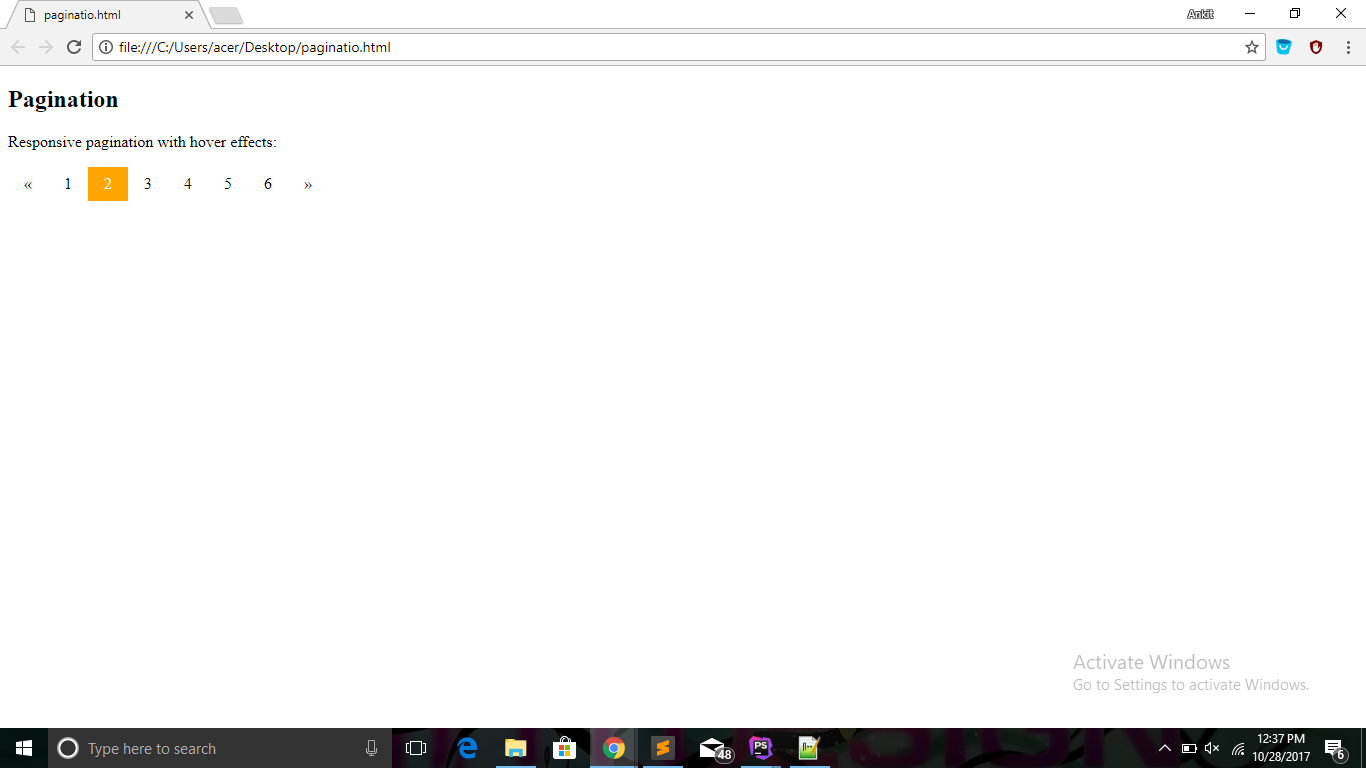 paginatio.html
Ankit
file:///C:/Users/acer/Desktop/paginatio.html
Pagination
Responsive pagination with hover effects:
« 1 2 3 4 5 6 »
Activate Windows
Go to Settings to activate Windows.
Type here to search
48
PS
12:37 PM
10/28/2017
6